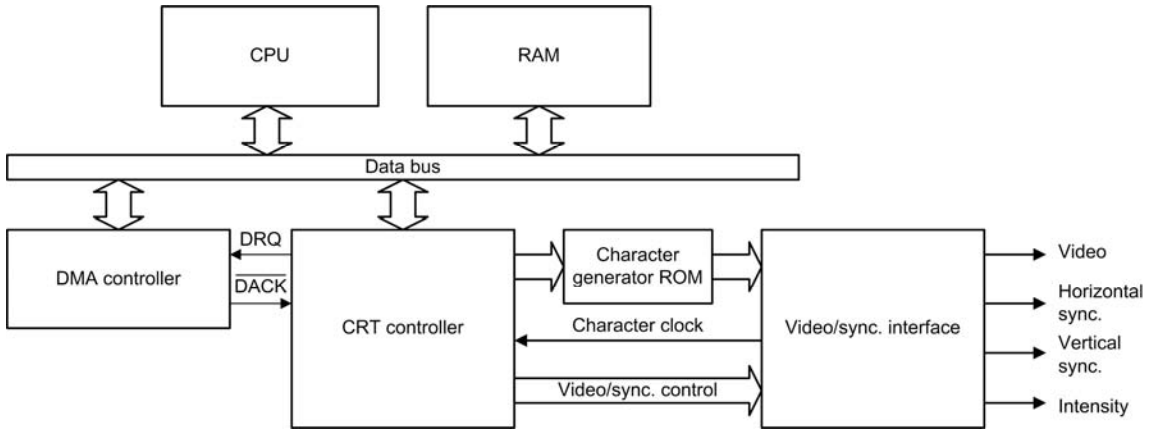 CPU
RAM
Data bus
DMA controller
DRQ
DACK
CRT controller
Character
generator ROM
Character clock
Video/sync. control
Video/sync. interface
Video
Horizontal
sync.
Vertical
sync.
Intensity